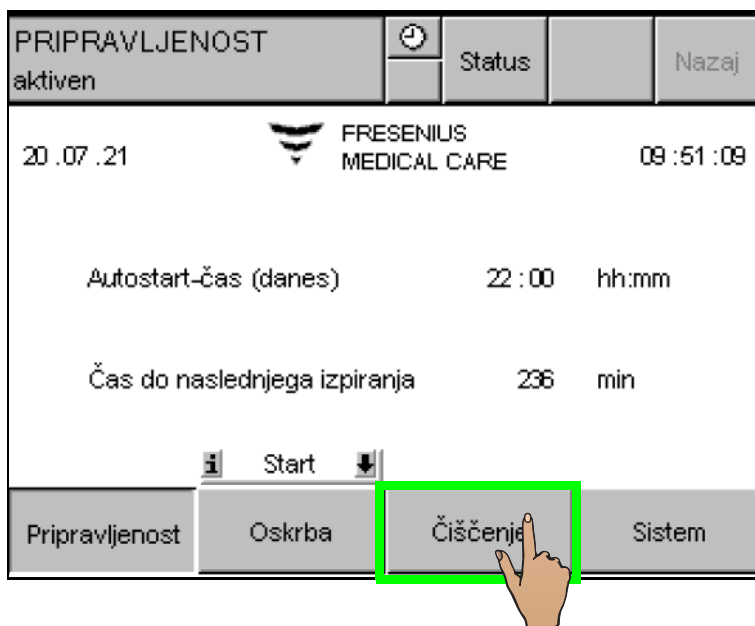 PRIPRAVLJENOST
aktiven
Status
Nazaj
20.07.21
FRESENIUS
MEDICAL CARE
09:51:09
Autostart-čas (danes) 22:00 hh:mm
Čas do naslednjega izpiranja 236 min
i Start
Pripravljenost Oskrba Čiščenje Sistem